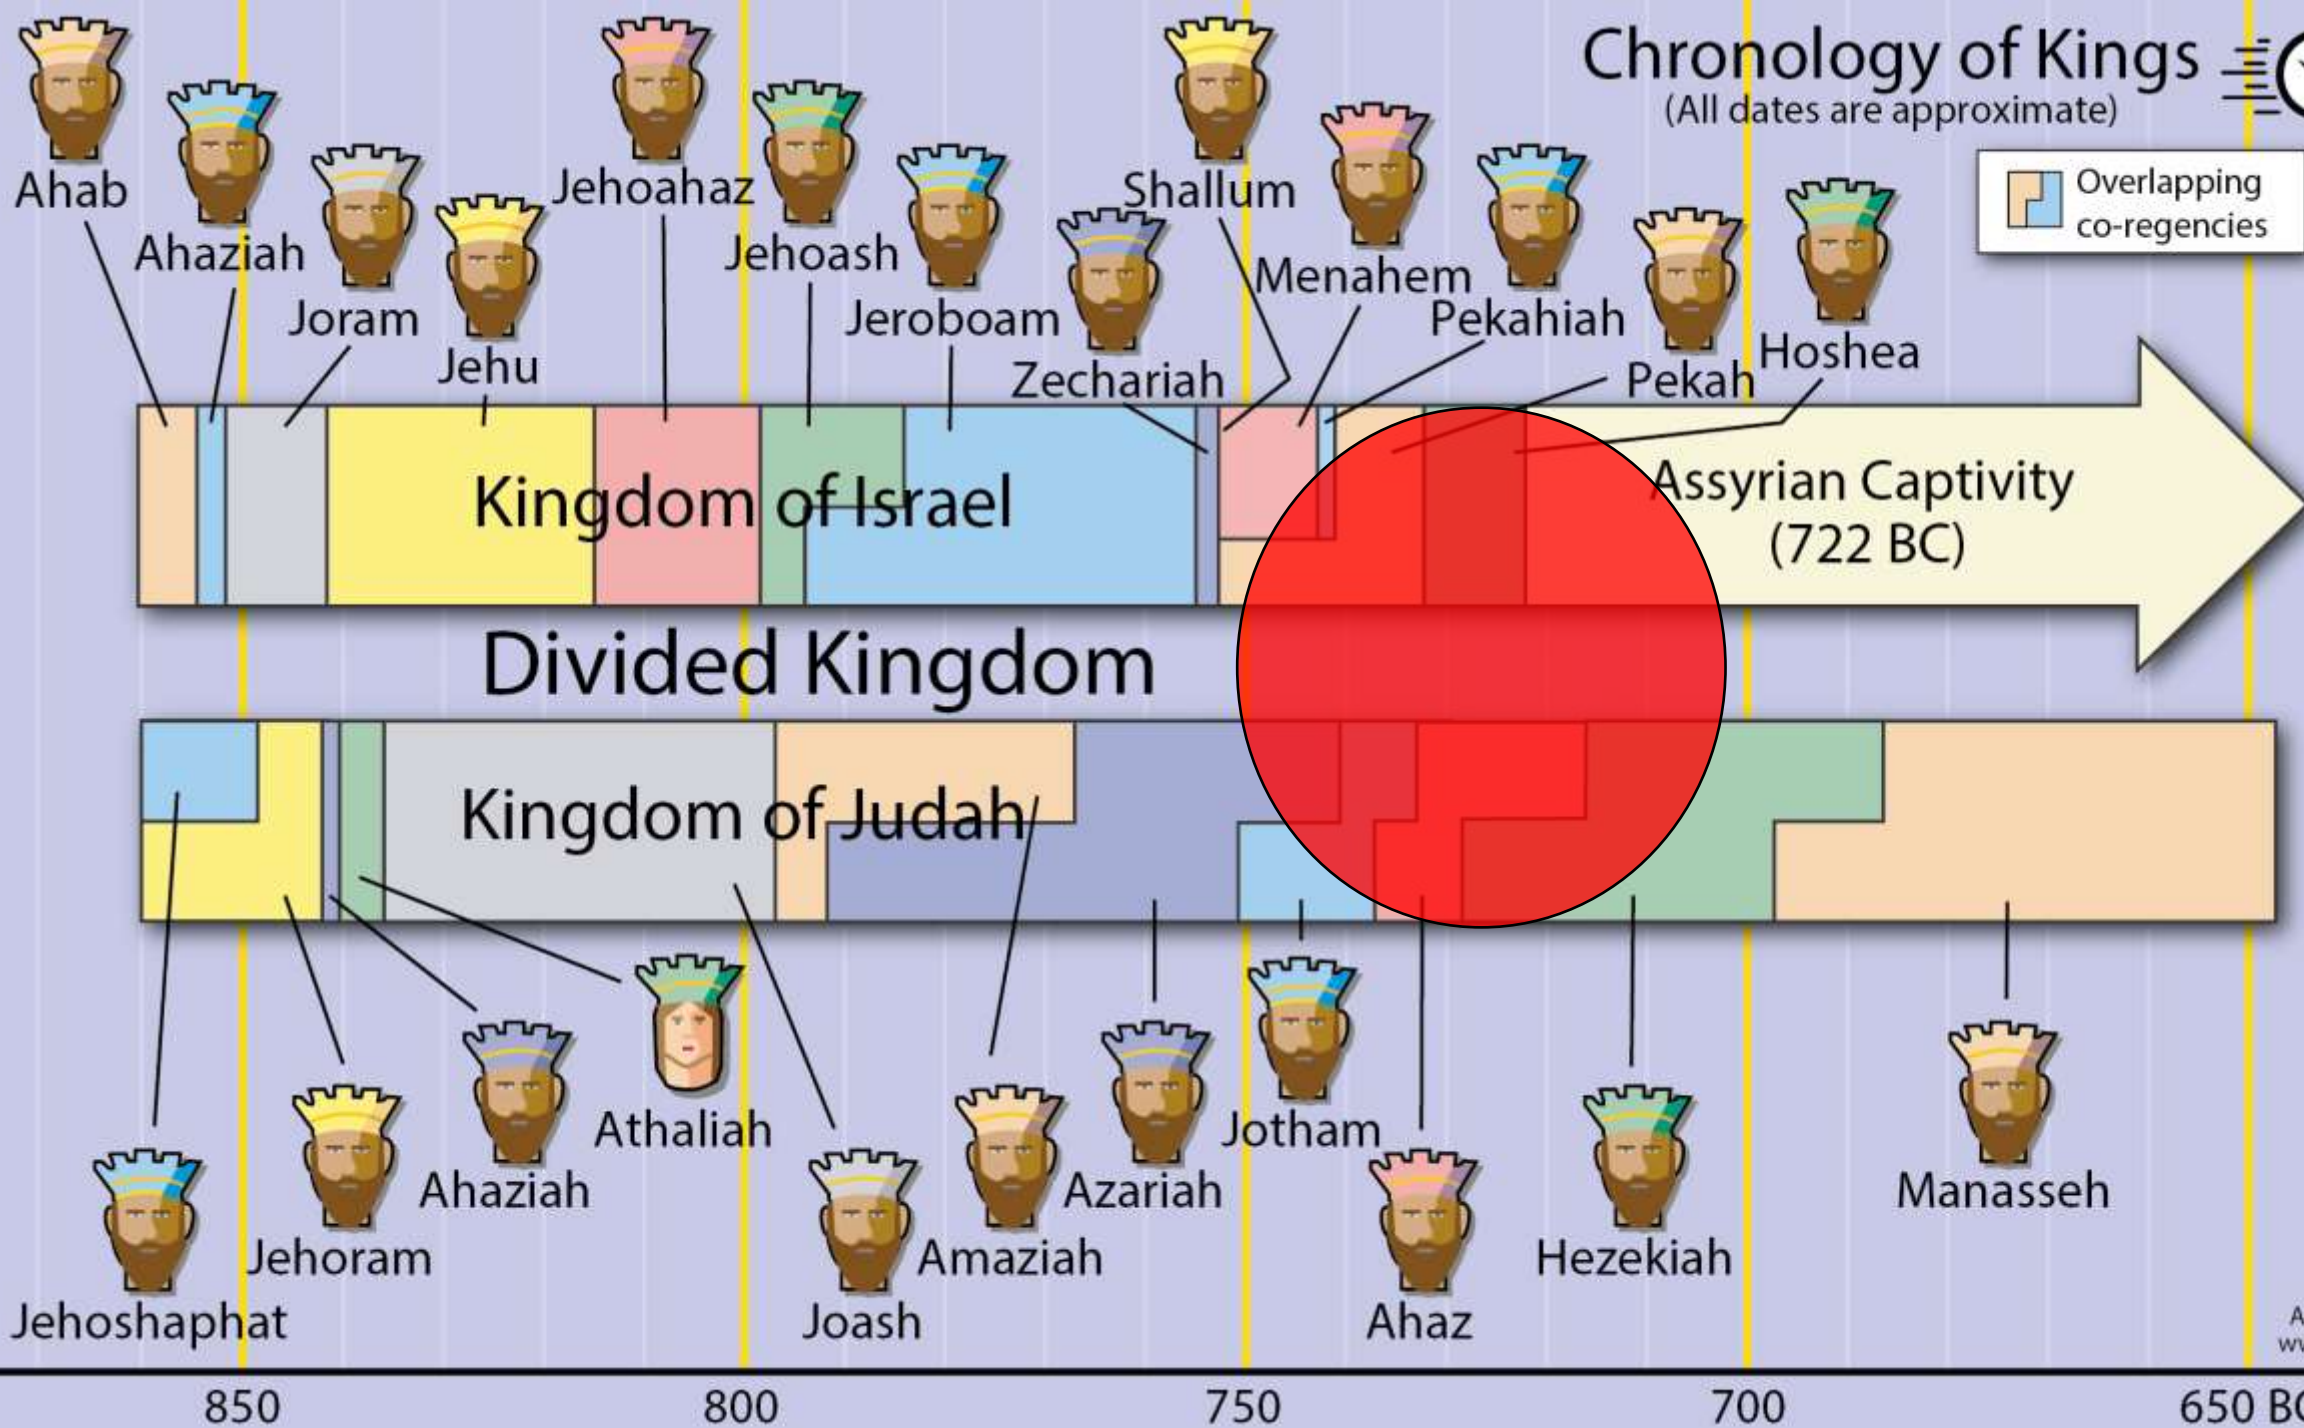 Chronology of Kings
(All dates are approximate)
Overlapping
co-regencies
Ahab
Ahaziah
Joram
Jehu
Jehoahaz
Jehoash
Jeroboam
Zechariah
Shallum
Menahem
Pekahiah
Pekah
Hoshea
Kingdom of Israel
Assyrian Captivity
(722 BC)
Divided Kingdom
Kingdom of Judah
Jehoshaphat
Jehoram
Ahaziah
Athaliah
Joash
Amaziah
Azariah
Jotham
Ahaz
Hezekiah
Manasseh
850
800
750
700
650